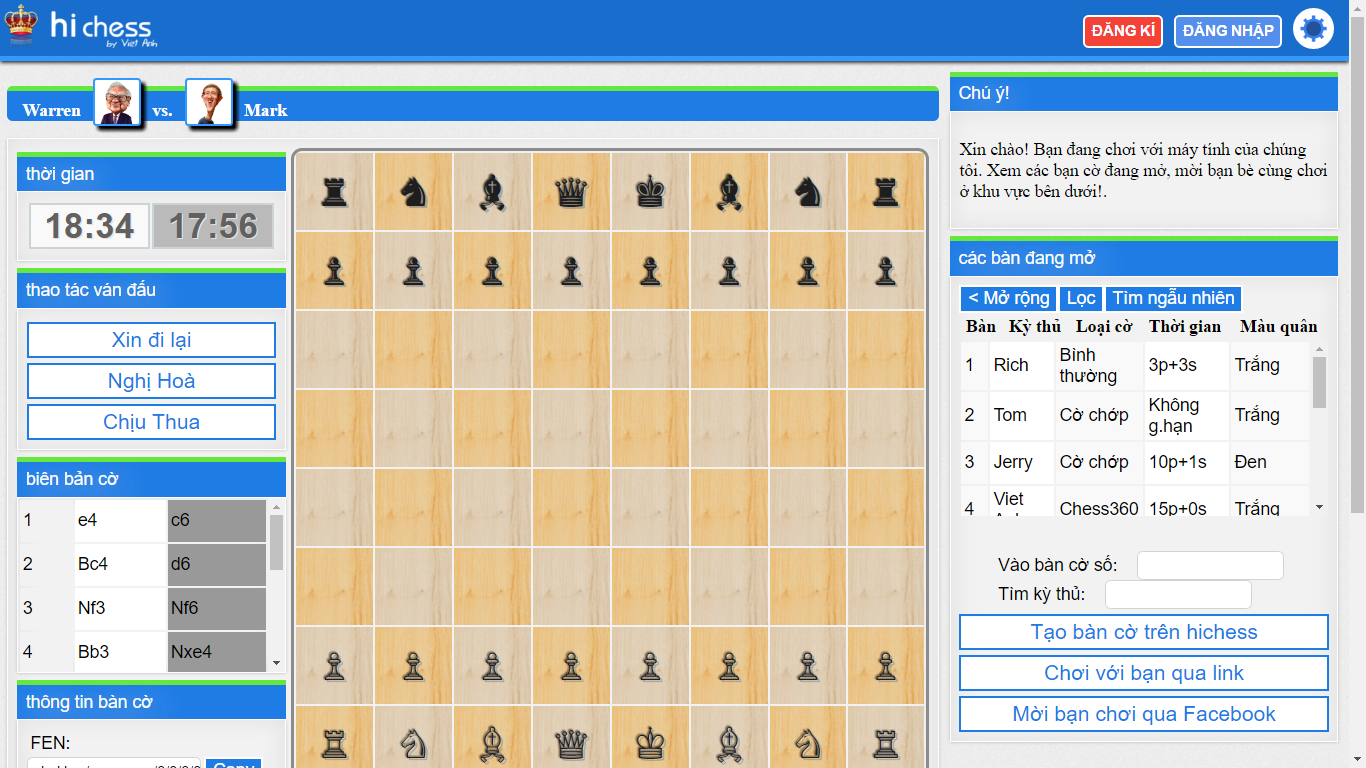 hi chess
by Viet Anh
ĐĂNG KÍ
ĐĂNG NHẬP
Warren vs. Mark
thời gian
18:34 17:56
thao tác ván đấu
Xin đi lại
Nghị Hoà
Chịu Thua
biên bản cờ
1 e4 c6
2 Bc4 d6
3 Nf3 Nf6
4 Bb3 Nxe4
thông tin bàn cờ
FEN:
Copy
Chú ý!
Xin chào! Bạn đang chơi với máy tính của chúng
tôi. Xem các bạn cờ đang mở, mời bạn bè cùng chơi
ở khu vực bên dưới!.
các bàn đang mở
< Mở rộng Lọc Tìm ngẫu nhiên
Bàn Kỳ thủ Loại cờ Thời gian Màu quân
1 Rich Bình thường 3p+3s Trắng
2 Tom Cờ chớp Không g.hạn Trắng
3 Jerry Cờ chớp 10p+1s Đen
4 Viet Chess360 15p+0s Trắng
Vào bàn cờ số:
Tìm kỳ thủ:
Tạo bàn cờ trên hichess
Chơi với bạn qua link
Mời bạn chơi qua Facebook